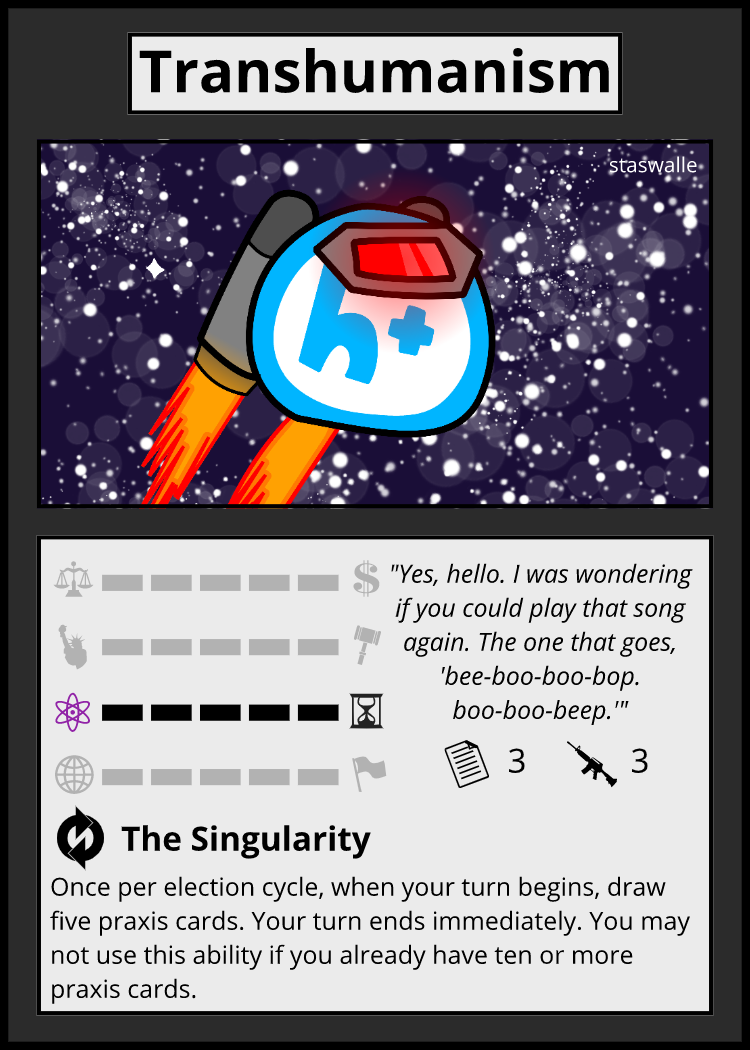 Transhumanism
staswalle
h+
"Yes, hello. I was wondering
if you could play that song
again. The one that goes,
'bee-boo-boo-bop.
boo-boo-beep.'"
3 3
The Singularity
Once per election cycle, when your turn begins, draw
five praxis cards. Your turn ends immediately. You may
not use this ability if you already have ten or more
praxis cards.